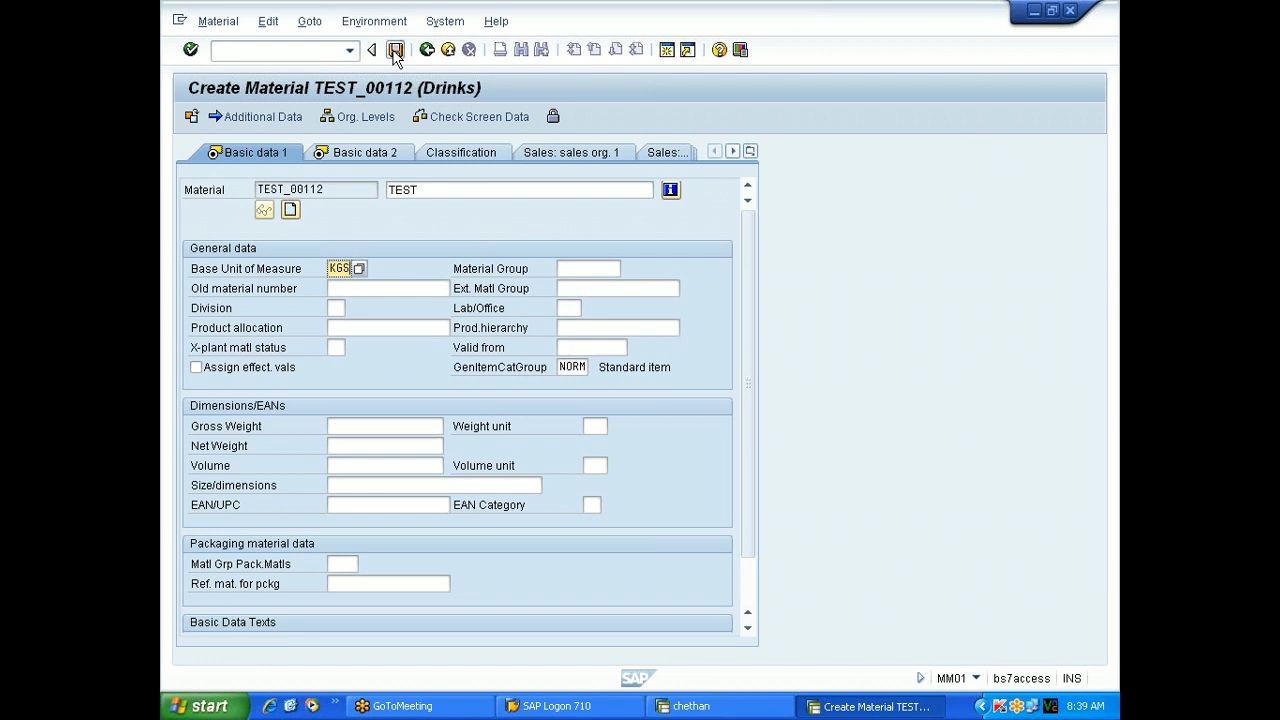 Material Edit Goto Environment System Help
Create Material TEST_00112 (Drinks)
Additional Data Org. Levels Check Screen Data
Basic data 1 Basic data 2 Classification Sales: sales org. 1 Sales:...
Material TEST_00112 TEST
General data
Base Unit of Measure KGS Material Group
Old material number Ext. Matl Group
Division Lab/Office
Product allocation Prod.hierarchy
X-plant matl status Valid from
Assign effect. vals GenItemCatGroup NORM Standard item
Dimensions/EANs
Gross Weight Weight unit
Net Weight
Volume Volume unit
Size/dimensions
EAN/UPC EAN Category
Packaging material data
Matl Grp Pack.Matls
Ref. mat. for pckg
Basic Data Texts
SAP MM01 bs7access INS
start GoToMeeting SAP Logon 710 chethan Create Material TEST... 8:39 AM